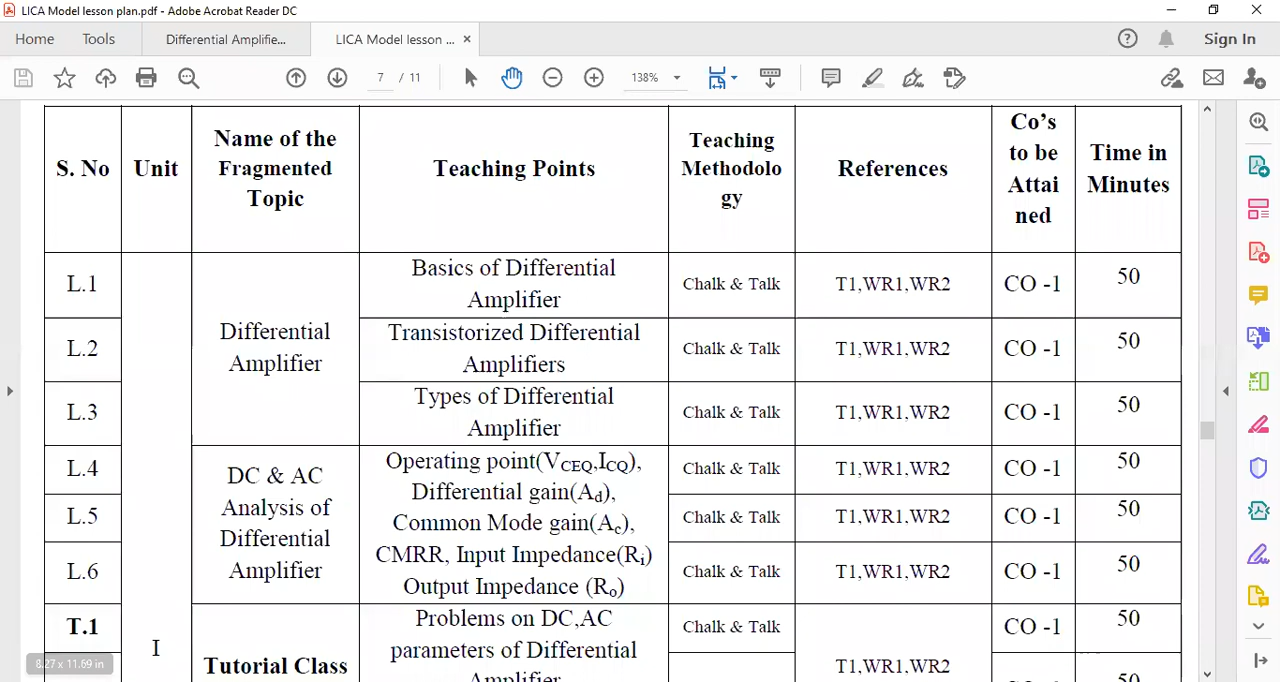 LICA Model lesson plan.pdf - Adobe Acrobat Reader DC
Home Tools Differential Amplifie... LICA Model lesson ... × Sign In
7 / 11 138%
S. No Unit Name of the Fragmented Topic Teaching Points Teaching Methodolo gy References Co's to be Attai ned Time in Minutes
L.1 Differential Amplifier Basics of Differential Amplifier Chalk & Talk T1,WR1,WR2 CO -1 50
L.2 Transistorized Differential Amplifiers Chalk & Talk T1,WR1,WR2 CO -1 50
L.3 Types of Differential Amplifier Chalk & Talk T1,WR1,WR2 CO -1 50
L.4 DC & AC Analysis of Differential Amplifier Operating point(VCEQ,ICQ), Differential gain(Ad), Common Mode gain(Ac), CMRR, Input Impedance(Ri) Output Impedance (Ro) Chalk & Talk T1,WR1,WR2 CO -1 50
L.5 Chalk & Talk T1,WR1,WR2 CO -1 50
L.6 Chalk & Talk T1,WR1,WR2 CO -1 50
T.1 I Tutorial Class Problems on DC,AC parameters of Differential Amplifier Chalk & Talk T1,WR1,WR2 CO -1 50
CO -1 50
8.27 x 11.69 in